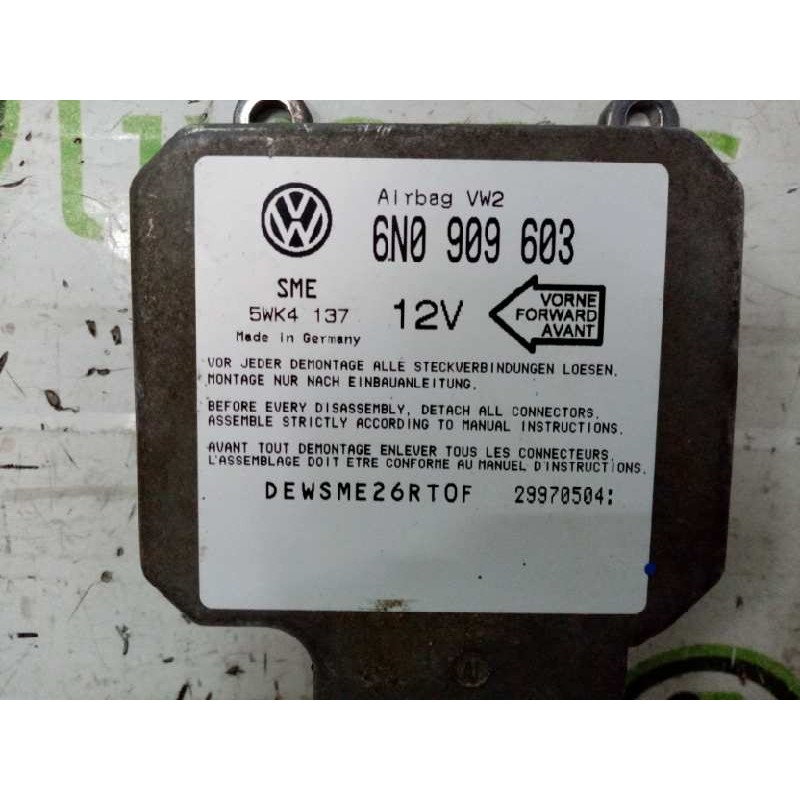 Airbag VW2
6N0 909 603
SME
5WK4 137
Made in Germany
12V
VORNE
FORWARD
AVANT
VOR JEDER DEMONTAGE ALLE STECKVERBINDUNGEN LOESEN.
MONTAGE NUR NACH EINBAUANLEITUNG.
BEFORE EVERY DISASSEMBLY, DETACH ALL CONNECTORS.
ASSEMBLE STRICTLY ACCORDING TO MANUAL INSTRUCTIONS.
AVANT TOUT DEMONTAGE ENLEVER TOUS LES CONNECTEURS.
L'ASSEMBLAGE DOIT ETRE CONFORME AU MANUEL D'INSTRUCTIONS.
DEWSME26RTOF 29970504: